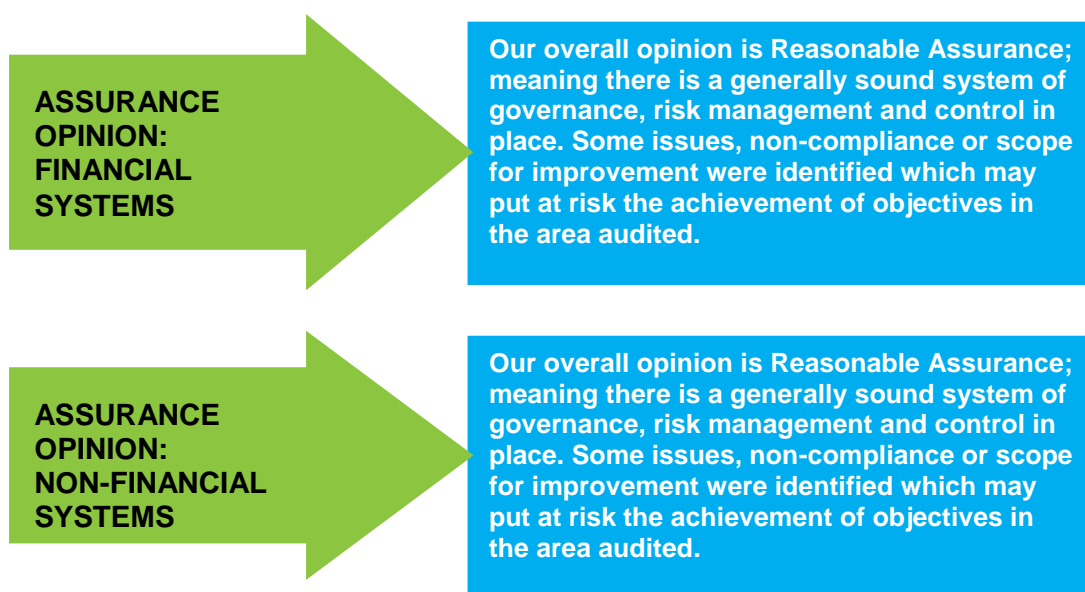 ASSURANCE
OPINION:
FINANCIAL
SYSTEMS
Our overall opinion is Reasonable Assurance;
meaning there is a generally sound system of
governance, risk management and control in
place. Some issues, non-compliance or scope
for improvement were identified which may
put at risk the achievement of objectives in
the area audited.
ASSURANCE
OPINION:
NON-FINANCIAL
SYSTEMS
Our overall opinion is Reasonable Assurance;
meaning there is a generally sound system of
governance, risk management and control in
place. Some issues, non-compliance or scope
for improvement were identified which may
put at risk the achievement of objectives in
the area audited.